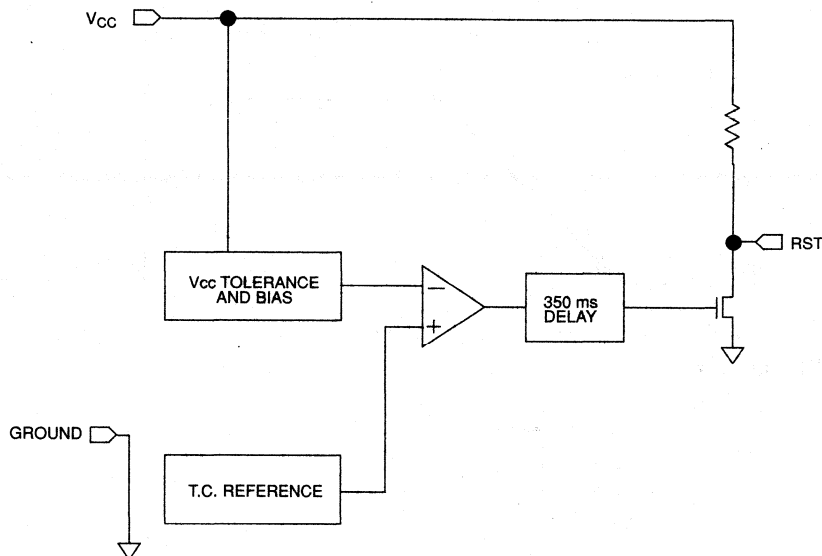 VCC
RST
Vcc TOLERANCE
AND BIAS
−
+
350 ms
DELAY
GROUND
T.C. REFERENCE